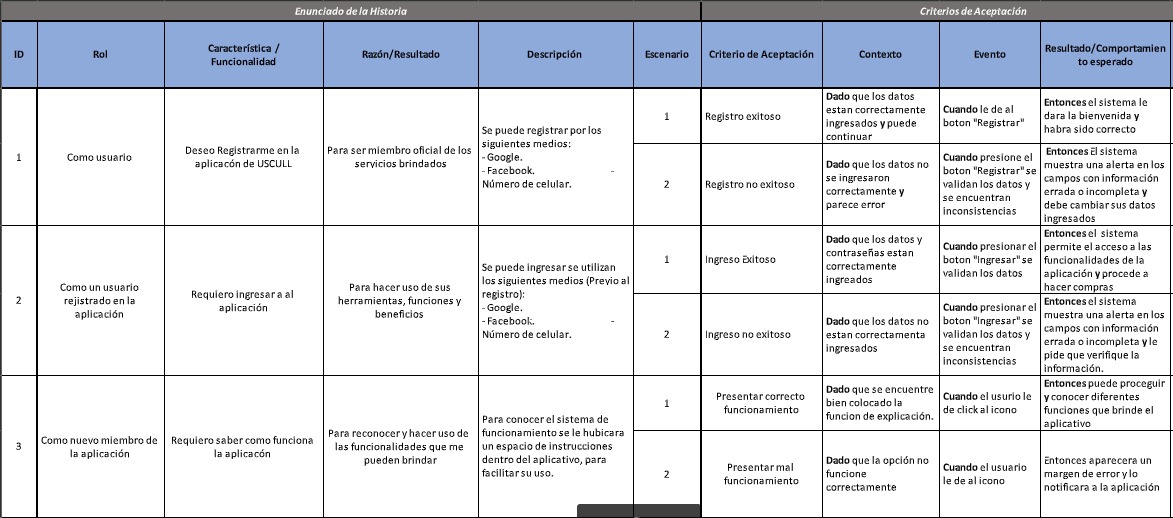 Enunciado de la Historia
Criterios de Aceptación
ID
Rol
Característica /
Funcionalidad
Razón/Resultado
Descripción
Escenario
Criterio de Aceptación
Contexto
Evento
Resultado/Comportamien
to esperado
1
Como usuario
Deseo Registrarme en la
aplicacón de USCULL
Para ser miembro oficial de los
servicios brindados
Se puede registrar por los
siguientes medios:
- Google.
- Facebook. -
Número de celular.
1
Registro exitoso
Dado que los datos
estan correctamente
ingresados y puede
continuar
Cuando le de al
boton "Registrar"
Entonces el sistema le
dara la bienvenida y
habra sido correcto
2
Registro no exitoso
Dado que los datos no
se ingresaron
correctamente y
parece error
Cuando presione el
boton "Registrar" se
validan los datos y
se encuentran
inconsistencias
Entonces El sistema
muestra una alerta en los
campos con información
errada o incompleta y
debe cambiar sus datos
ingresados
2
Como un usuario
rejistrado en la
aplicación
Requiero ingresar a al
aplicación
Para hacer uso de sus
herramientas, funciones y
beneficios
Se puede ingresar se utilizan
los siguientes medios (Previo al
registro):
- Google.
- Facebook. -
Número de celular.
1
Ingreso Exitoso
Dado que los datos y
contraseñas estan
correctamente
ingreados
Cuando presionar el
boton "Ingresar" se
validan los datos
Entonces el sistema
permite el acceso a las
funcionalidades de la
aplicación y procede a
hacer compras
2
Ingreso no exitoso
Dado que los datos no
estan correctamenta
ingresados
Cuando presionar el
boton "Ingresar" se
validan los datos y
se encuentran
inconsistencias
Entonces el sistema
muestra una alerta en los
campos con información
errada o incompleta y le
pide que verifique la
información.
3
Como nuevo miembro de
la aplicación
Requiero saber como funciona
la aplicacón
Para reconocer y hacer uso de
las funcionalidades que me
pueden brindar
Para conocer el sistema de
funcionamiento se le hubicara
un espacio de instrucciones
dentro del aplicativo, para
facilitar su uso.
1
Presentar correcto
funcionamiento
Dado que se encuentre
bien colocado la
funcion de explicación.
Cuando el usurio le
de click al icono
Entonces puede proceguir
y conocer diferentes
funciones que brinde el
aplicativo
2
Presentar mal
funcionamiento
Dado que la opción no
funcione
correctamente
Cuando el usuario
le de al icono
Entonces aparecera un
margen de error y lo
notificara a la aplicación